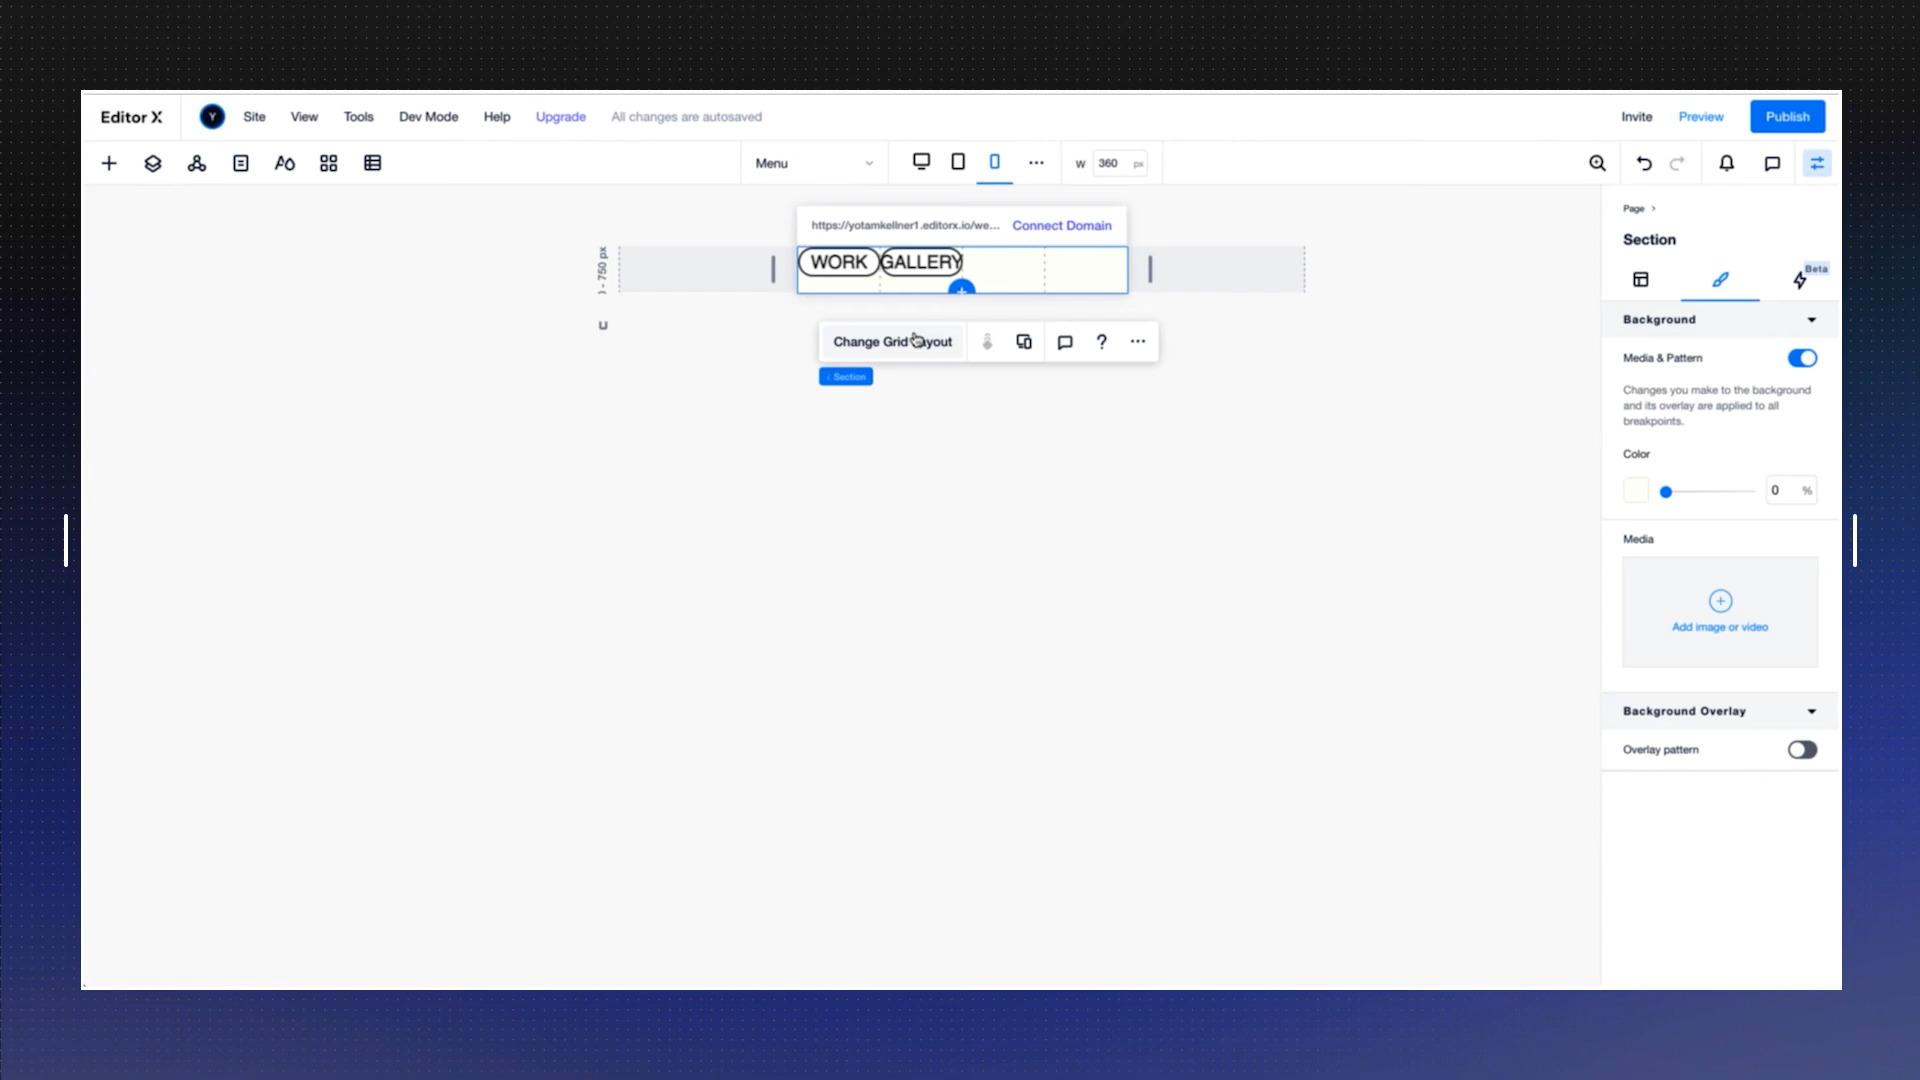 Editor X
Y
Site
View
Tools
Dev Mode
Help
Upgrade
All changes are autosaved
Invite
Preview
Publish
Menu
W
360
px
https://yotamkellner1.editorx.io/we...
Connect Domain
- 750 px
WORK
GALLERY
Change Grid Layout
?
‹ Section
Page >
Section
Beta
Background
Media & Pattern
Changes you make to the background
and its overlay are applied to all
breakpoints.
Color
0
%
Media
Add image or video
Background Overlay
Overlay pattern